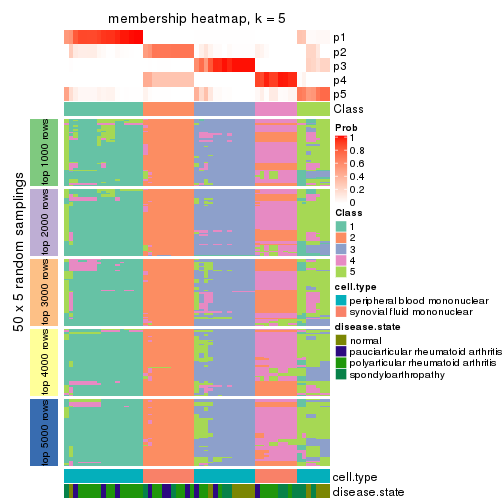 membership heatmap, k = 5
p1
p2
p3
p4
p5
Class
50 x 5 random samplings
top 1000 rows
top 2000 rows
top 3000 rows
top 4000 rows
top 5000 rows
Prob
1
0.8
0.6
0.4
0.2
0
Class
1
2
3
4
5
cell.type
peripheral blood mononuclear
synovial fluid mononuclear
disease.state
normal
pauciarticular rheumatoid arthritis
polyarticular rheumatoid arthritis
spondyloarthropathy
cell.type
disease.state